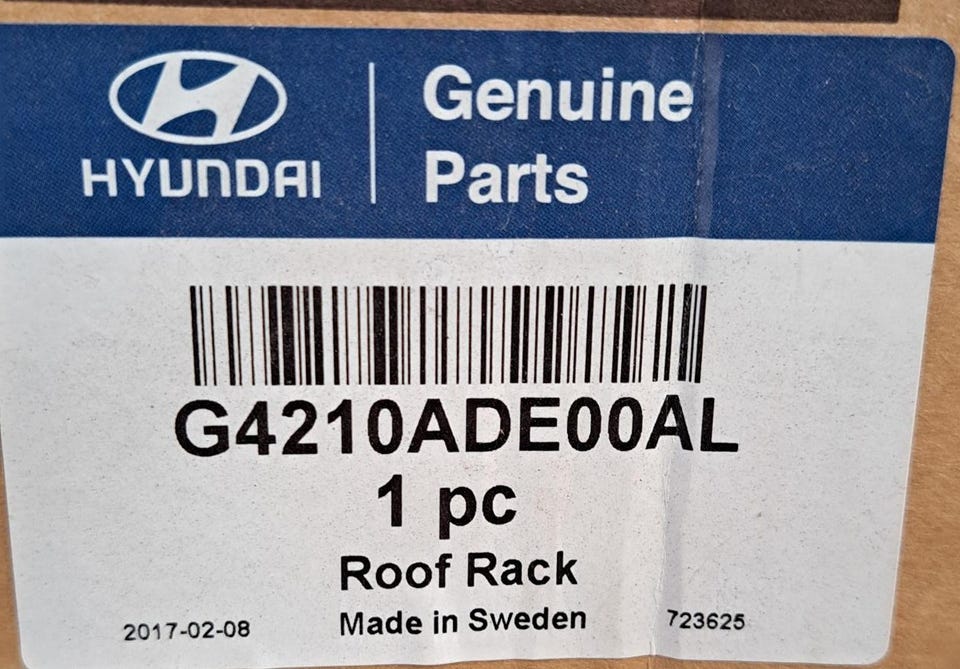 HYUNDAI
Genuine
Parts
G4210ADE00AL
1 pc
Roof Rack
2017-02-08 Made in Sweden 723625